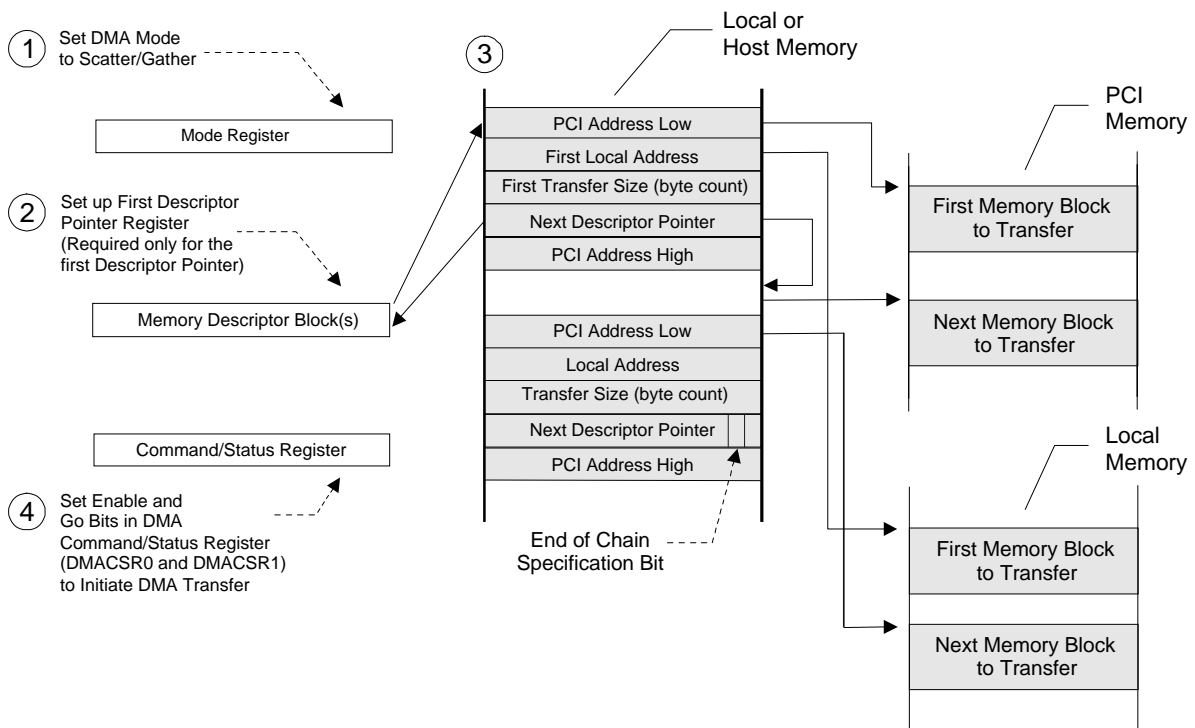 1
Set DMA Mode
to Scatter/Gather
Mode Register
2
Set up First Descriptor
Pointer Register
(Required only for the
first Descriptor Pointer)
Memory Descriptor Block(s)
Command/Status Register
4
Set Enable and
Go Bits in DMA
Command/Status Register
(DMACSR0 and DMACSR1)
to Initiate DMA Transfer
3
Local or
Host Memory
PCI Address Low
First Local Address
First Transfer Size (byte count)
Next Descriptor Pointer
PCI Address High
PCI Address Low
Local Address
Transfer Size (byte count)
Next Descriptor Pointer
PCI Address High
End of Chain
Specification Bit
PCI
Memory
First Memory Block
to Transfer
Next Memory Block
to Transfer
Local
Memory
First Memory Block
to Transfer
Next Memory Block
to Transfer